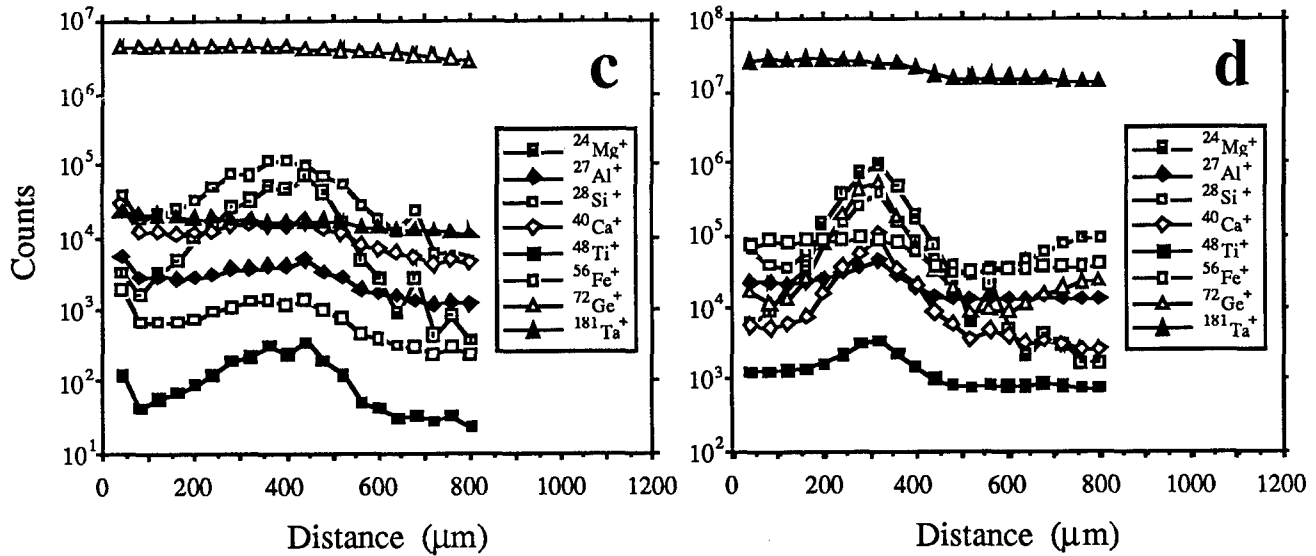 c
10^7
10^6
10^5
10^4
10^3
10^2
10^1
Counts
0 200 400 600 800 1000 1200
Distance (μm)
24Mg+
27Al+
28Si+
40Ca+
48Ti+
56Fe+
72Ge+
181Ta+
d
10^8
10^7
10^6
10^5
10^4
10^3
10^2
0 200 400 600 800 1000 1200
Distance (μm)
24Mg+
27Al+
28Si+
40Ca+
48Ti+
56Fe+
72Ge+
181Ta+